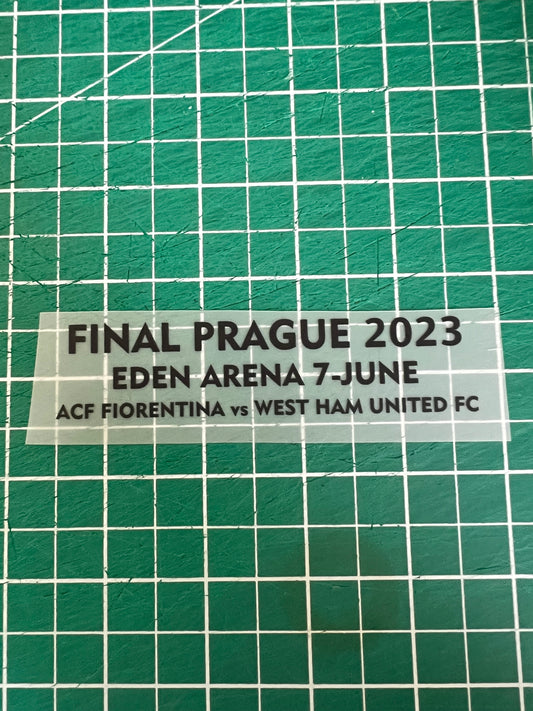 FINAL PRAGUE 2023
EDEN ARENA 7-JUNE
ACF FIORENTINA vs WEST HAM UNITED FC